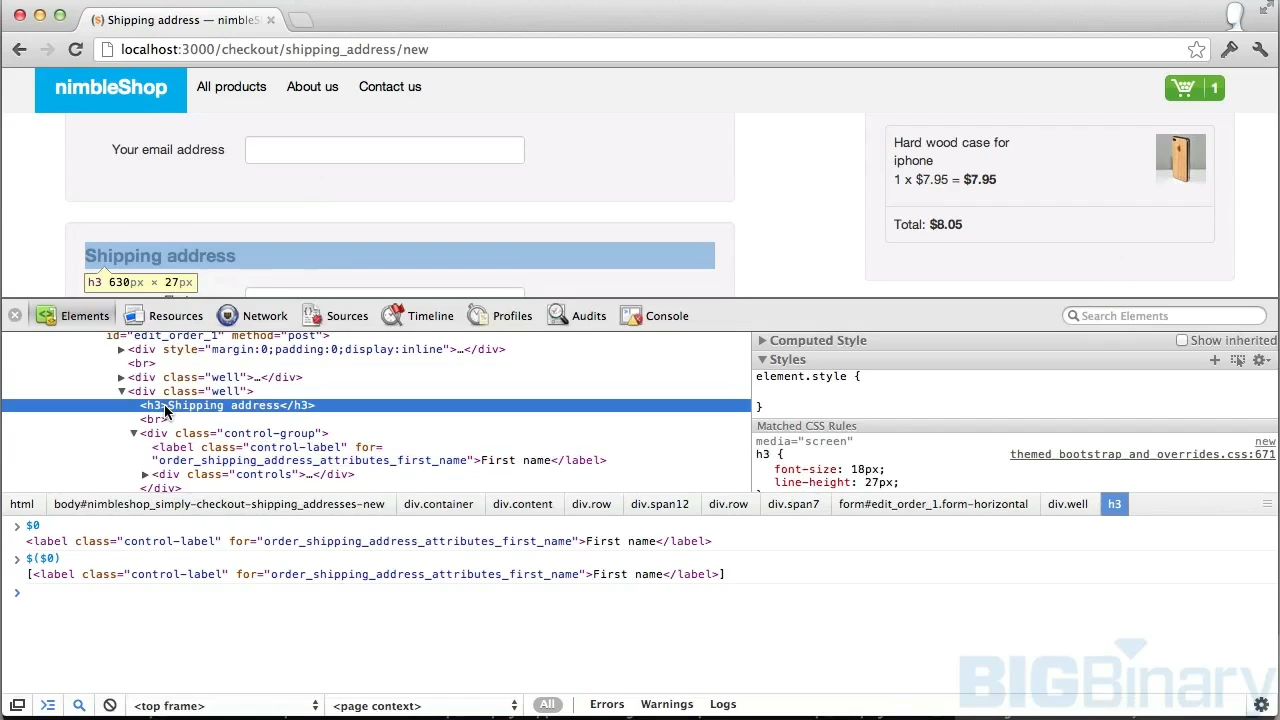 ($) Shipping address — nimbleS
localhost:3000/checkout/shipping_address/new
nimbleShop All products About us Contact us 1
Your email address
Hard wood case for
iphone
1 x $7.95 = $7.95
Total: $8.05
Shipping address
h3 630px × 27px
Elements Resources Network Sources Timeline Profiles Audits Console Search Elements
id="edit_order_1" method="post">
▶<div style="margin:0;padding:0;display:inline">…</div>
<br>
▶<div class="well">…</div>
▼<div class="well">
<h3>Shipping address</h3>
<br>
▼<div class="control-group">
<label class="control-label" for=
"order_shipping_address_attributes_first_name">First name</label>
▶<div class="controls">…</div>
</div>
▶Computed Style Show inherited
▼Styles
element.style {
}
Matched CSS Rules
media="screen" new
h3 { themed_bootstrap_and_overrides.css:671
font-size: 18px;
line-height: 27px;
html body#nimbleshop_simply-checkout-shipping_addresses-new div.container div.content div.row div.span12 div.row div.span7 form#edit_order_1.form-horizontal div.well h3
> $0
<label class="control-label" for="order_shipping_address_attributes_first_name">First name</label>
> $($0)
[<label class="control-label" for="order_shipping_address_attributes_first_name">First name</label>]
>
BIGBinary
<top frame> <page context> All Errors Warnings Logs